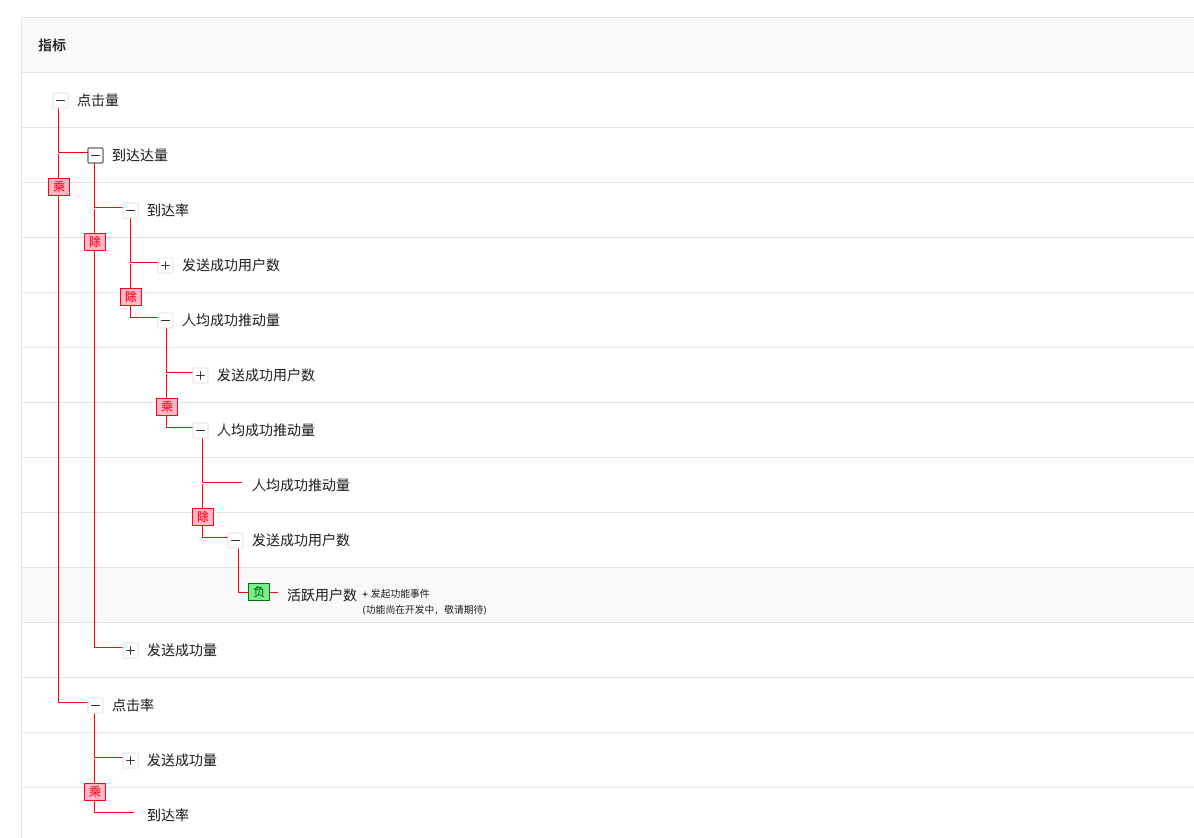 指标
点击量
到达达量
乘
到达率
除
发送成功用户数
除
人均成功推动量
发送成功用户数
乘
人均成功推动量
人均成功推动量
除
发送成功用户数
负
活跃用户数 + 发起功能事件
(功能尚在开发中，敬请期待)
发送成功量
点击率
发送成功量
乘
到达率